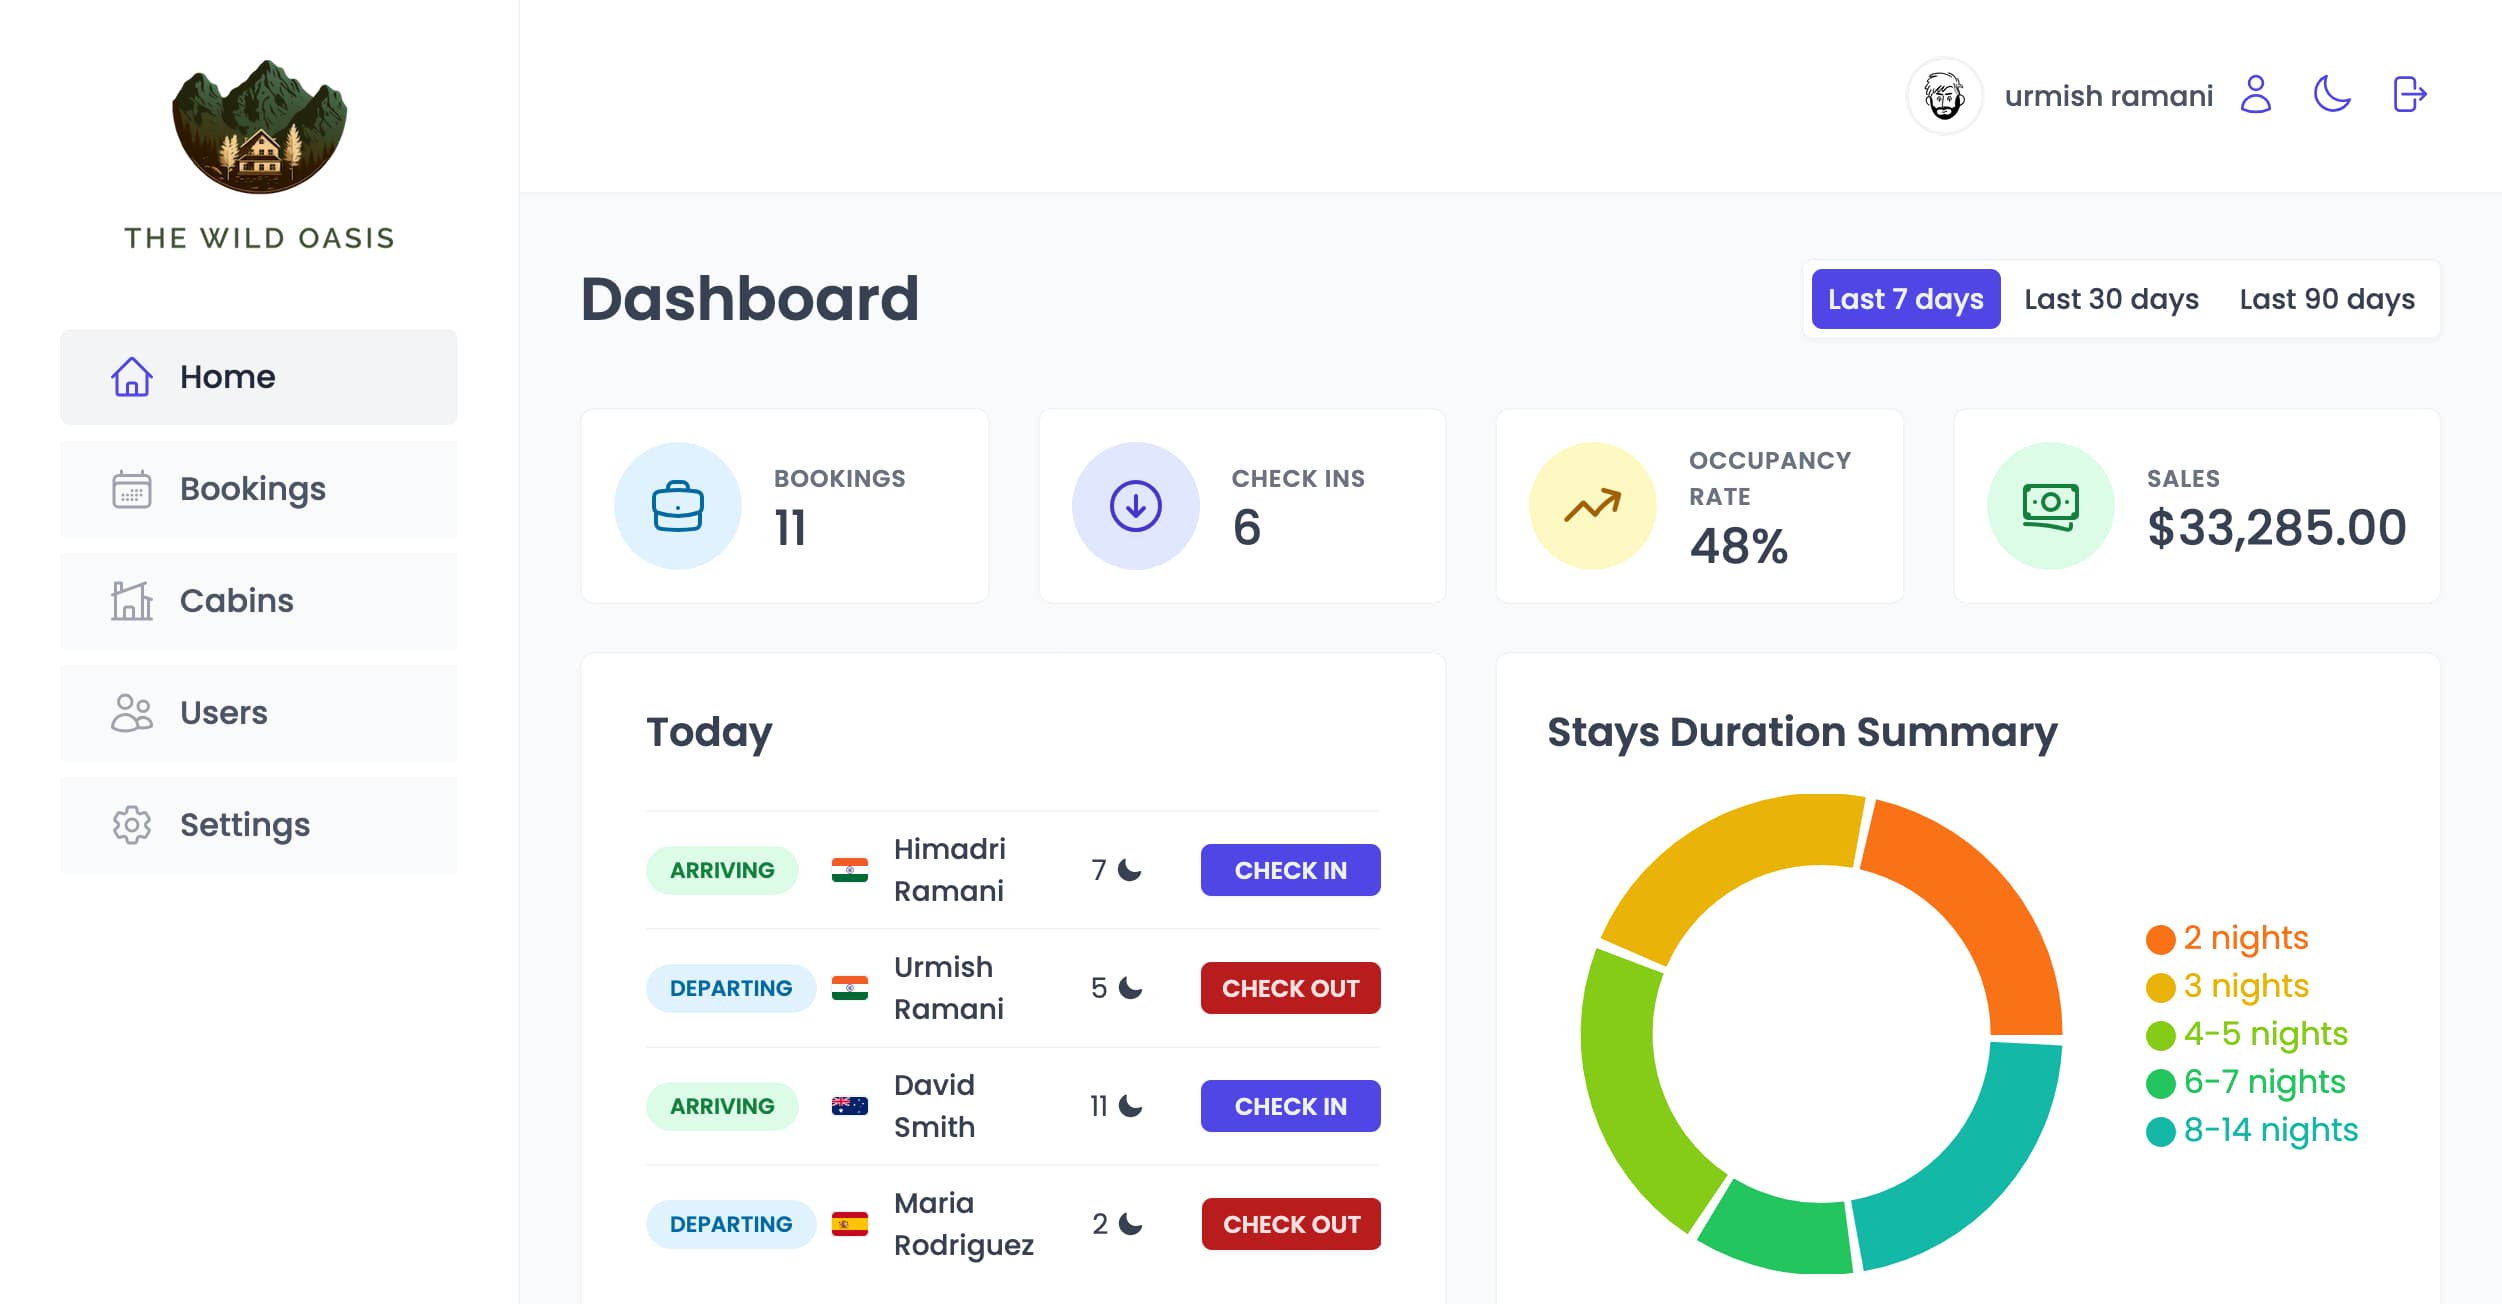 THE WILD OASIS
urmish ramani
Home
Bookings
Cabins
Users
Settings
Dashboard
Last 7 days
Last 30 days
Last 90 days
BOOKINGS
11
CHECK INS
6
OCCUPANCY
RATE
48%
SALES
$33,285.00
Today
ARRIVING
Himadri
Ramani
7
CHECK IN
DEPARTING
Urmish
Ramani
5
CHECK OUT
ARRIVING
David
Smith
11
CHECK IN
DEPARTING
Maria
Rodriguez
2
CHECK OUT
Stays Duration Summary
2 nights
3 nights
4-5 nights
6-7 nights
8-14 nights